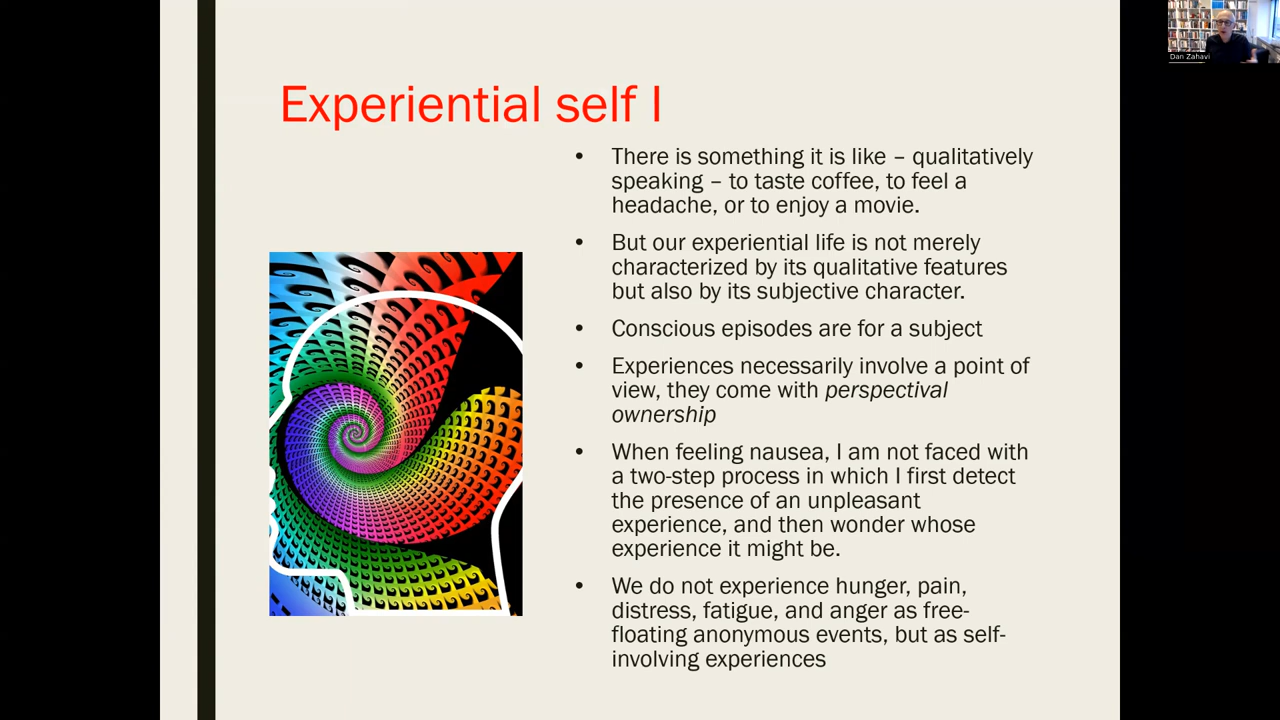 Experiential self I
• There is something it is like – qualitatively
speaking – to taste coffee, to feel a
headache, or to enjoy a movie.
• But our experiential life is not merely
characterized by its qualitative features
but also by its subjective character.
• Conscious episodes are for a subject
• Experiences necessarily involve a point of
view, they come with perspectival
ownership
• When feeling nausea, I am not faced with
a two-step process in which I first detect
the presence of an unpleasant
experience, and then wonder whose
experience it might be.
• We do not experience hunger, pain,
distress, fatigue, and anger as free-
floating anonymous events, but as self-
involving experiences
Dan Zahavi